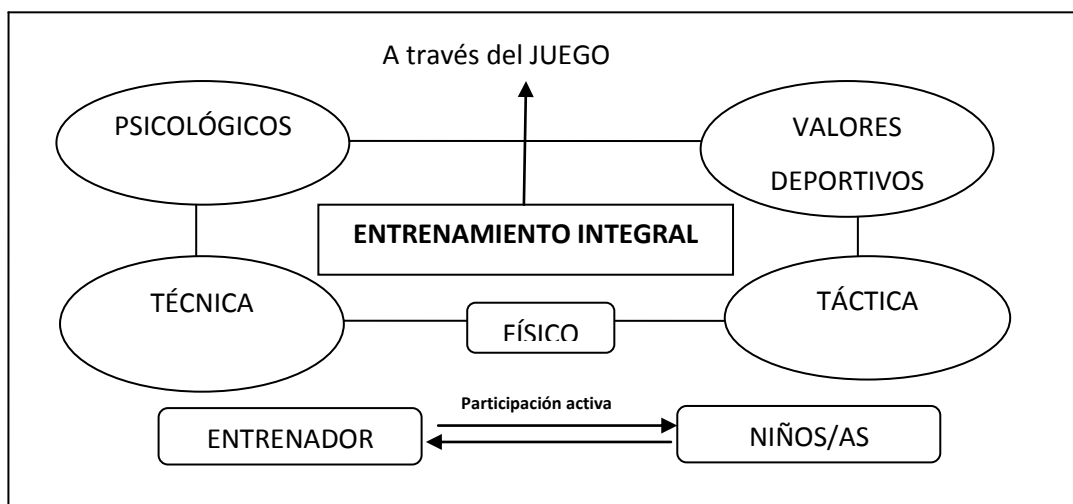 A través del JUEGO
PSICOLÓGICOS
VALORES
DEPORTIVOS
ENTRENAMIENTO INTEGRAL
TÉCNICA
FÍSICO
TÁCTICA
Participación activa
ENTRENADOR
NIÑOS/AS